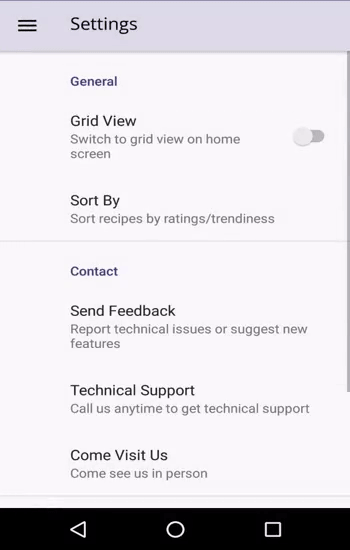 Settings
General
Grid View
Switch to grid view on home
screen
Sort By
Sort recipes by ratings/trendiness
Contact
Send Feedback
Report technical issues or suggest new
features
Technical Support
Call us anytime to get technical support
Come Visit Us
Come see us in person